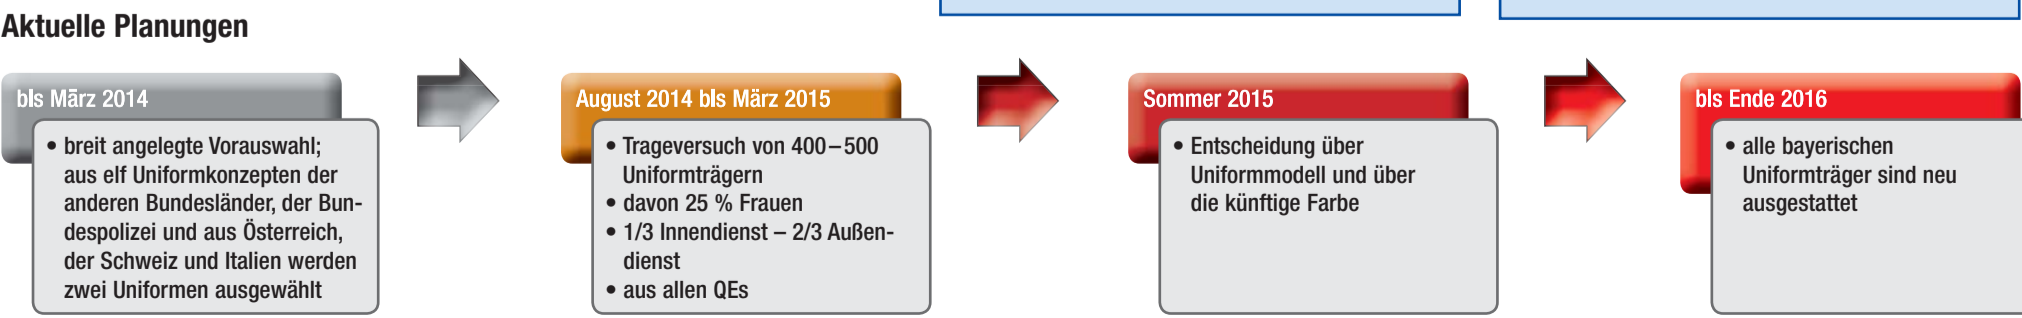 Aktuelle Planungen
bis März 2014
• breit angelegte Vorauswahl;
aus elf Uniformkonzepten der
anderen Bundesländer, der Bun-
despolizei und aus Österreich,
der Schweiz und Italien werden
zwei Uniformen ausgewählt
August 2014 bis März 2015
• Trageversuch von 400–500
Uniformträgern
• davon 25 % Frauen
• 1/3 Innendienst – 2/3 Außen-
dienst
• aus allen QEs
Sommer 2015
• Entscheidung über
Uniformmodell und über
die künftige Farbe
bis Ende 2016
• alle bayerischen
Uniformträger sind neu
ausgestattet